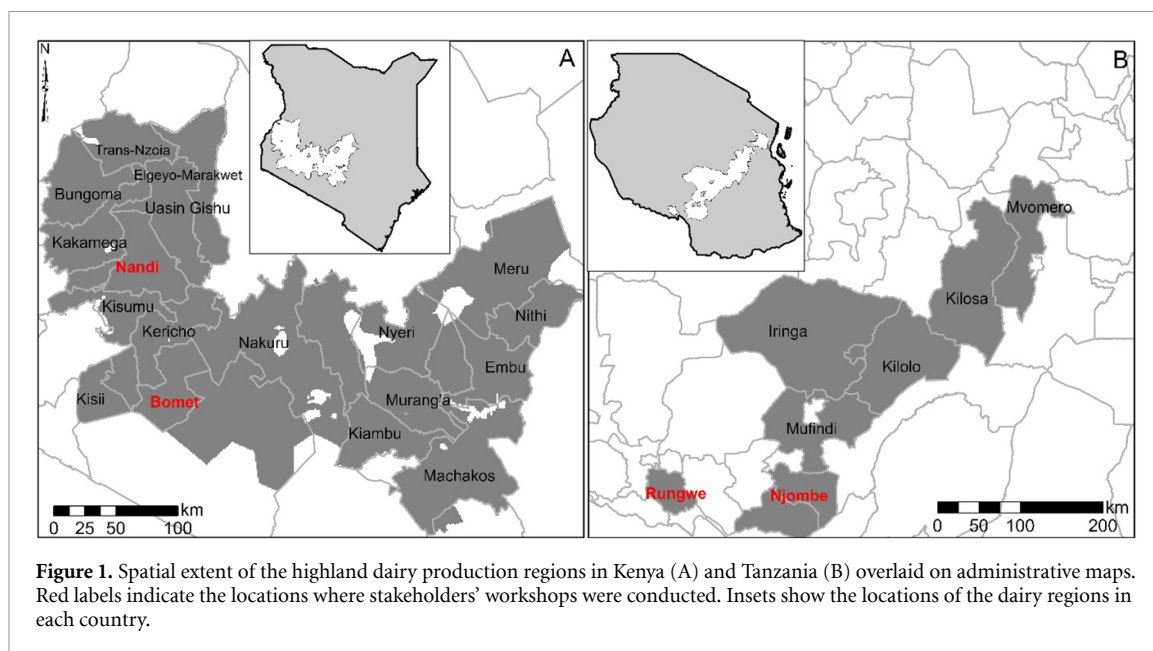 N
A
B
Trans-Nzoia
Elgeyo-Marakwet
Bungoma
Uasin Gishu
Kakamega
Nandi
Meru
Kisumu
Nithi
Kericho
Nakuru
Nyeri
Embu
Kisii
Bomet
Murang'a
Kiambu
Machakos
km
0 25 50 100
Mvomero
Kilosa
Iringa
Kilolo
Mufindi
Rungwe
Njombe
km
0 50 100 200
Figure 1. Spatial extent of the highland dairy production regions in Kenya (A) and Tanzania (B) overlaid on administrative maps.
Red labels indicate the locations where stakeholders’ workshops were conducted. Insets show the locations of the dairy regions in
each country.